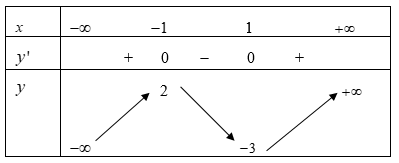 x −∞ −1 1 +∞
y' + 0 − 0 +
y 2 +∞
−∞ −3